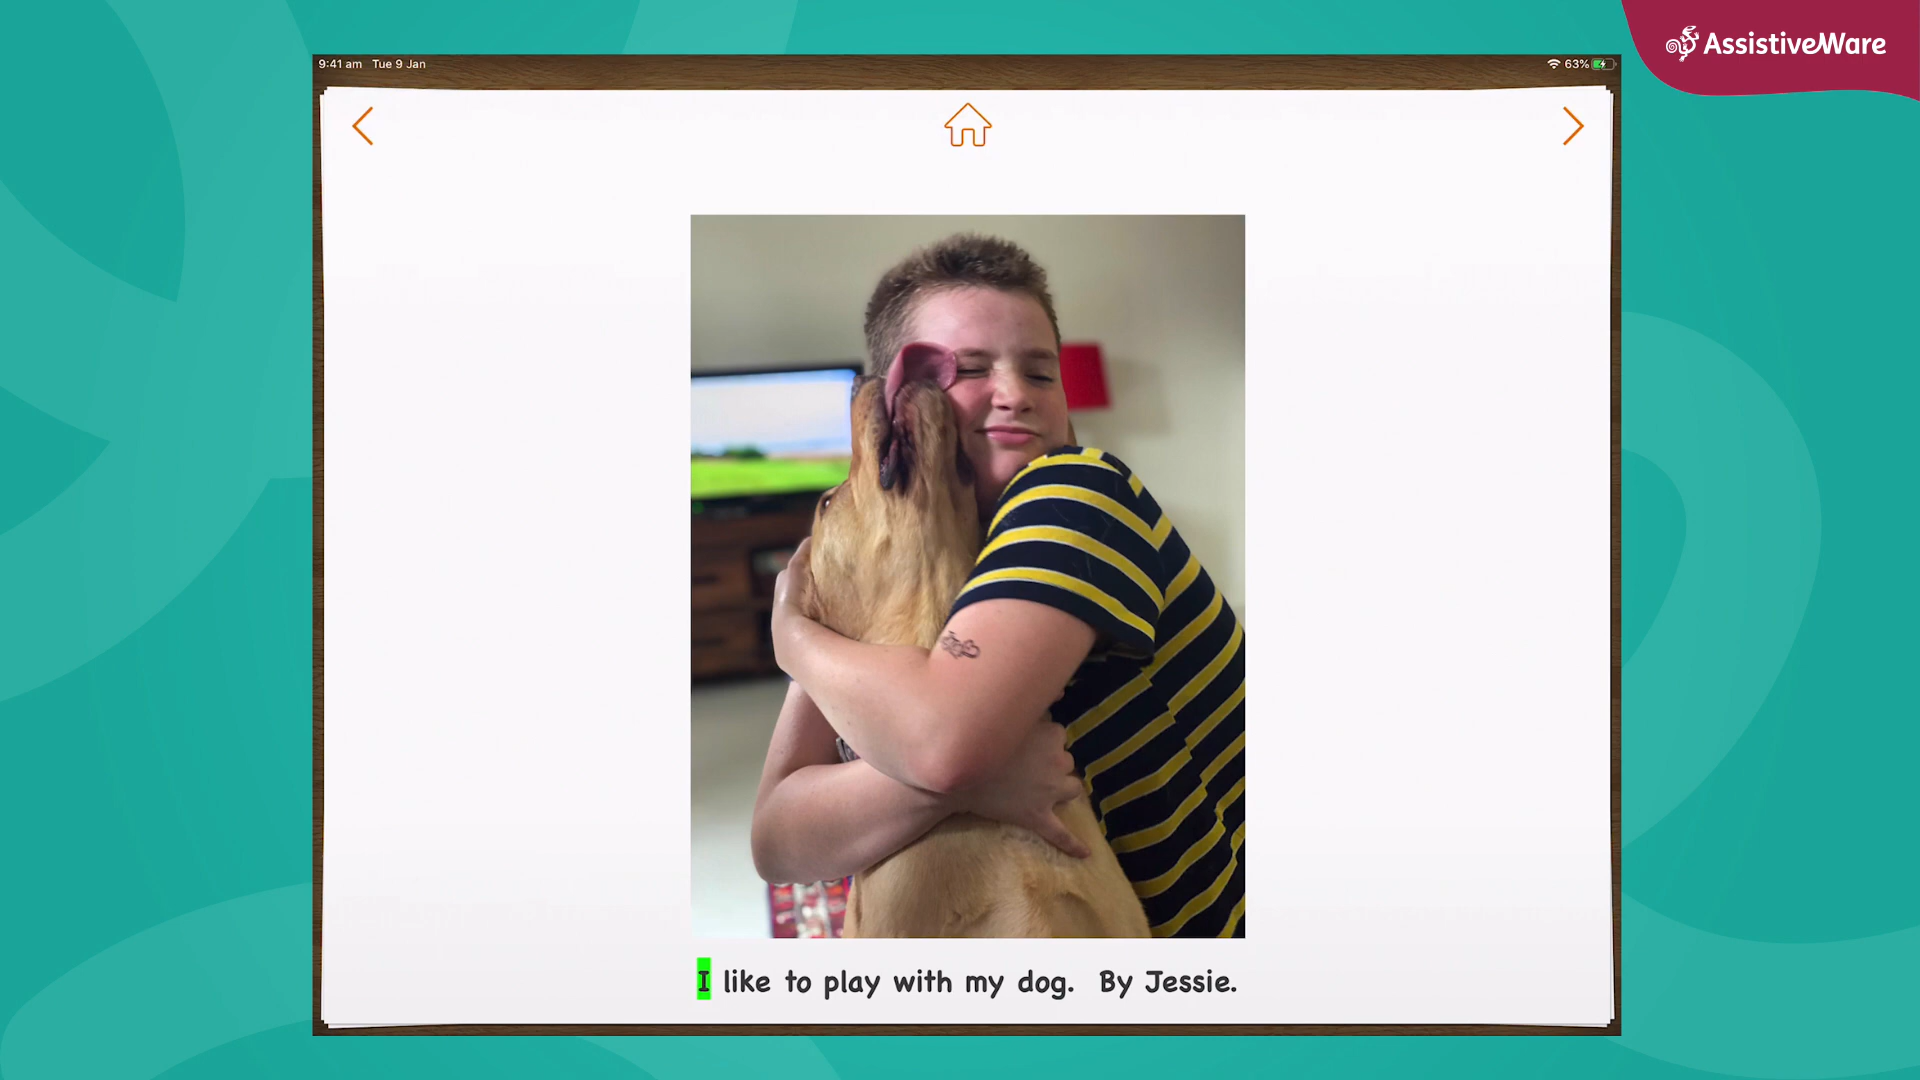 AssistiveWare
9:41 am Tue 9 Jan
63%
I like to play with my dog. By Jessie.